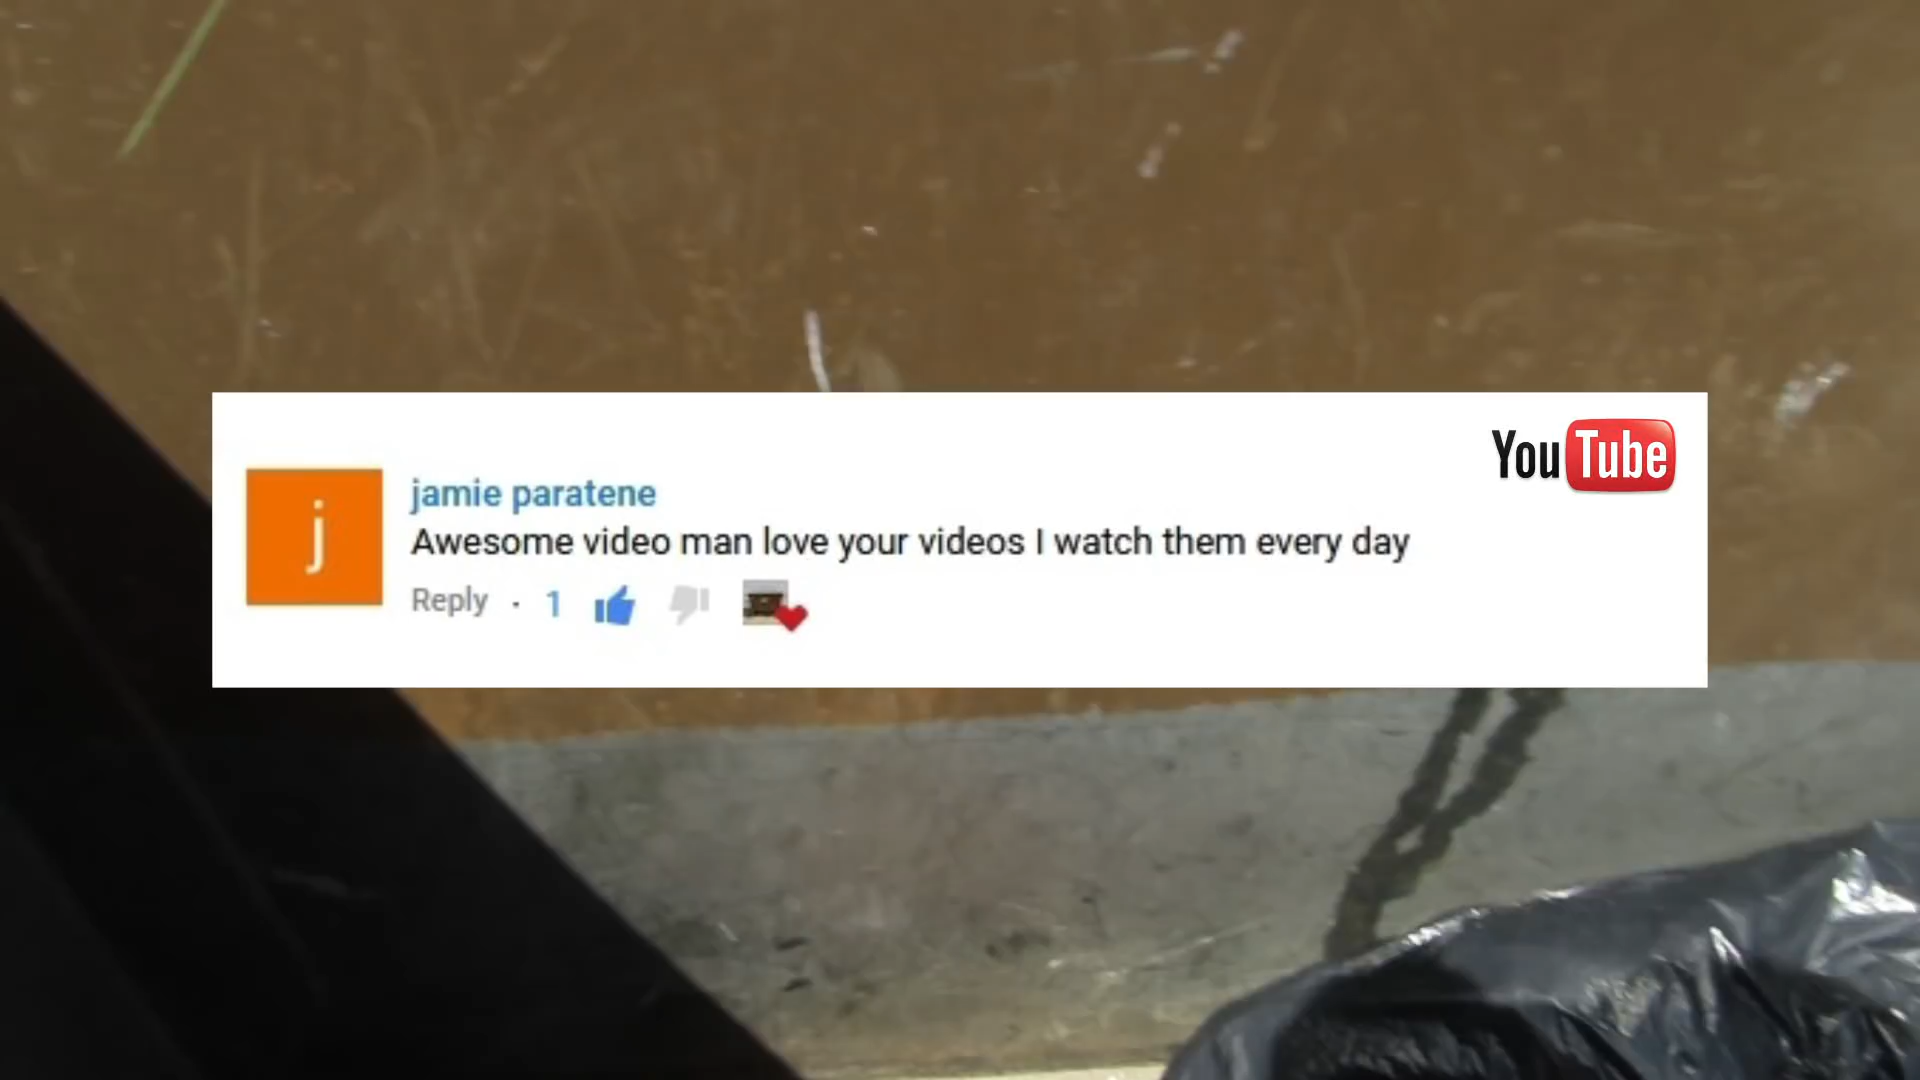 YouTube
jamie paratene
Awesome video man love your videos I watch them every day
Reply · 1